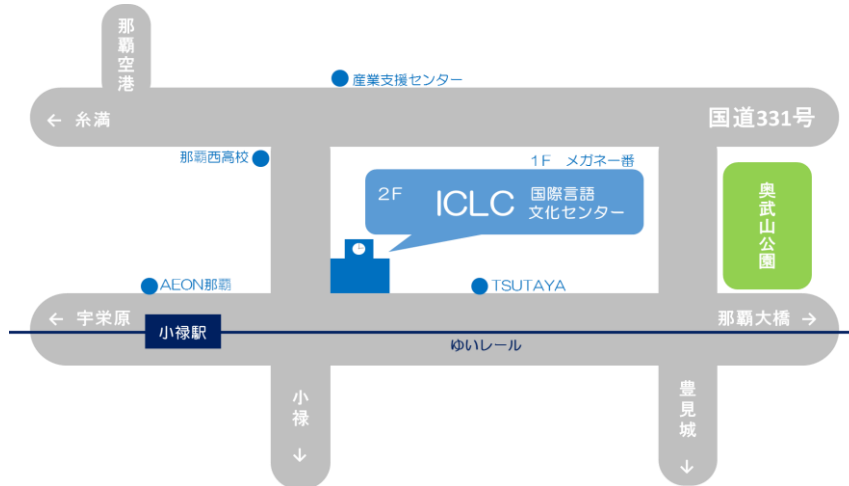 那覇空港
産業支援センター
← 糸満
国道331号
那覇西高校
1F メガネ一番
2F
ICLC
国際言語
文化センター
奥武山公園
AEON那覇
TSUTAYA
← 宇栄原
小禄駅
那覇大橋 →
ゆいレール
小禄 ↓
豊見城 ↓